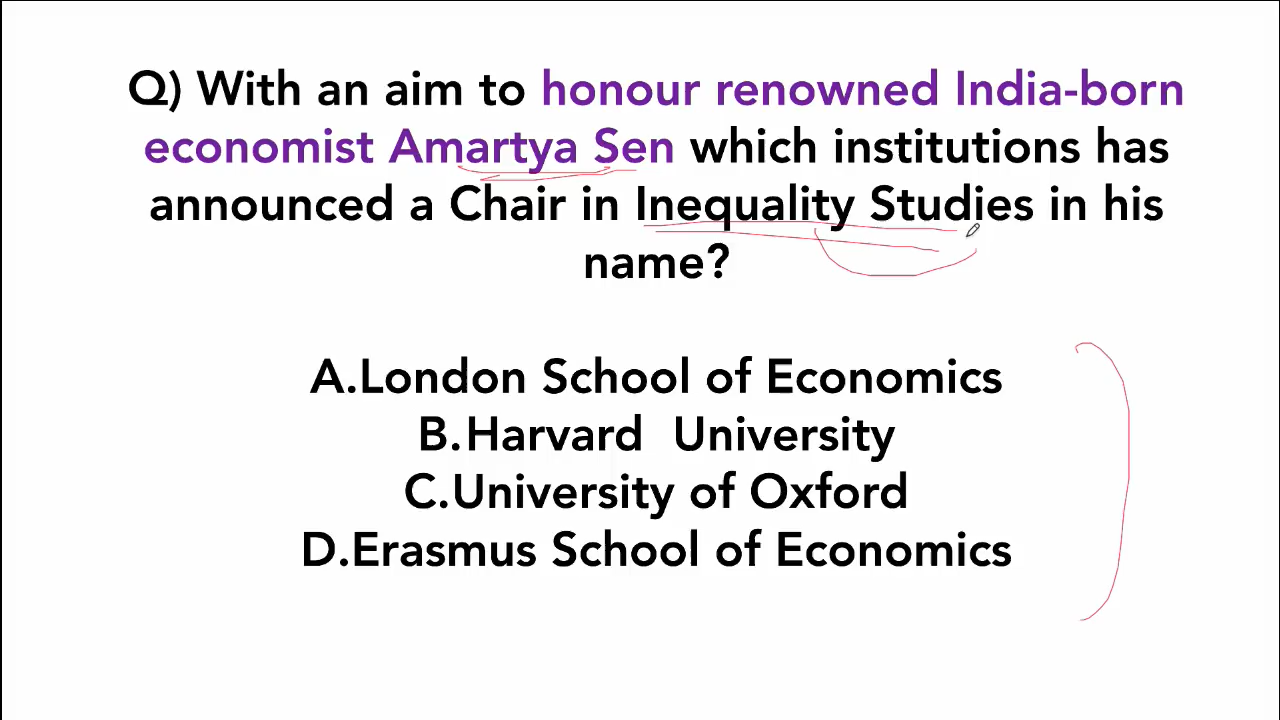 Q) With an aim to honour renowned India-born
economist Amartya Sen which institutions has
announced a Chair in Inequality Studies in his
name?
A.London School of Economics
B.Harvard  University
C.University of Oxford
D.Erasmus School of Economics